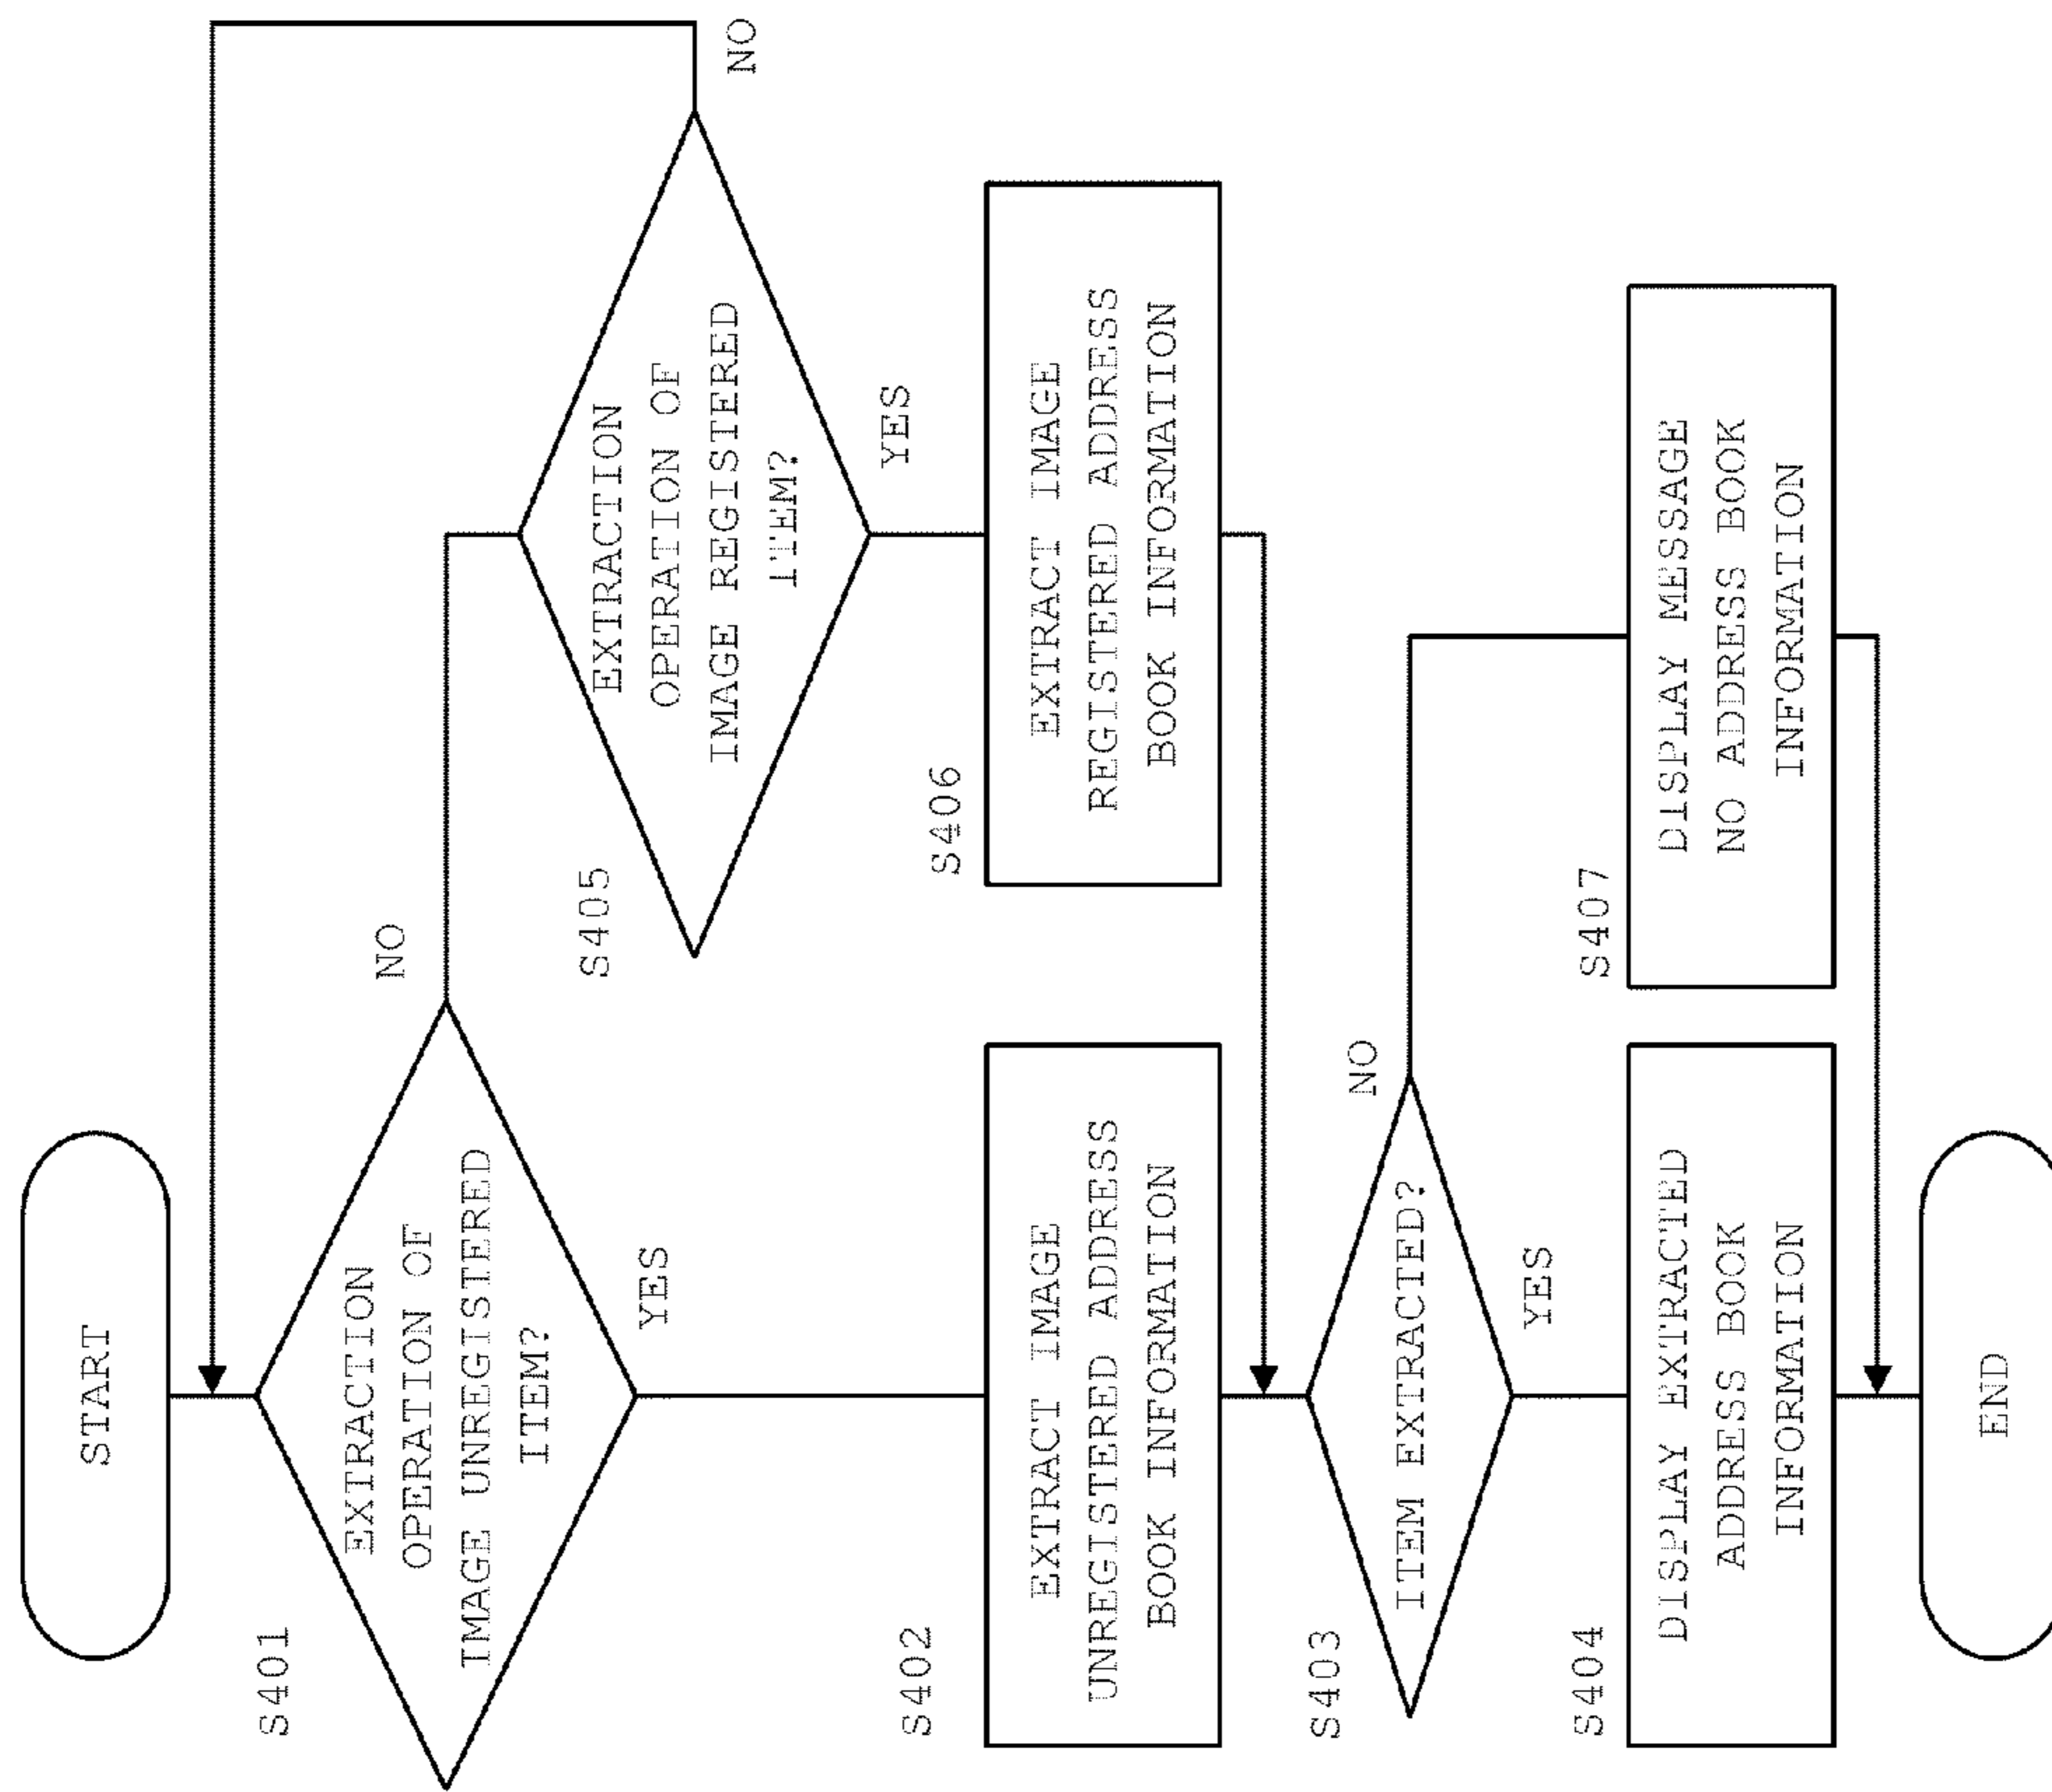 START
S401
EXTRACTION
OPERATION OF
IMAGE UNREGISTERED
ITEM?
NO
YES
S405
EXTRACTION
OPERATION OF
IMAGE REGISTERED
ITEM?
NO
YES
S402
EXTRACT IMAGE
UNREGISTERED ADDRESS
BOOK INFORMATION
S406
EXTRACT IMAGE
REGISTERED ADDRESS
BOOK INFORMATION
S403
ITEM EXTRACTED?
NO
YES
S404
DISPLAY EXTRACTED
ADDRESS BOOK
INFORMATION
S407
DISPLAY MESSAGE
NO ADDRESS BOOK
INFORMATION
END